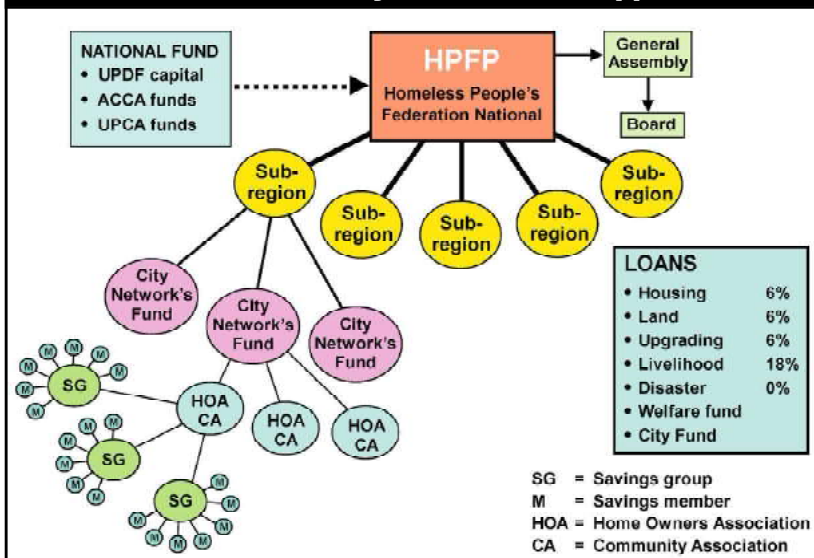 NATIONAL FUND
• UPDF capital
• ACCA funds
• UPCA funds
HPFP
Homeless People's
Federation National
General
Assembly
Board
Sub-
region
Sub-
region
Sub-
region
Sub-
region
Sub-
region
City
Network's
Fund
City
Network's
Fund
City
Network's
Fund
LOANS
• Housing 6%
• Land 6%
• Upgrading 6%
• Livelihood 18%
• Disaster 0%
• Welfare fund
• City Fund
HOA
CA
HOA
CA
HOA
CA
SG
M
M
M
M
M
M
M
SG
M
M
M
M
M
M
SG
M
M
M
M
M
M
M
SG = Savings group
M = Savings member
HOA = Home Owners Association
CA = Community Association